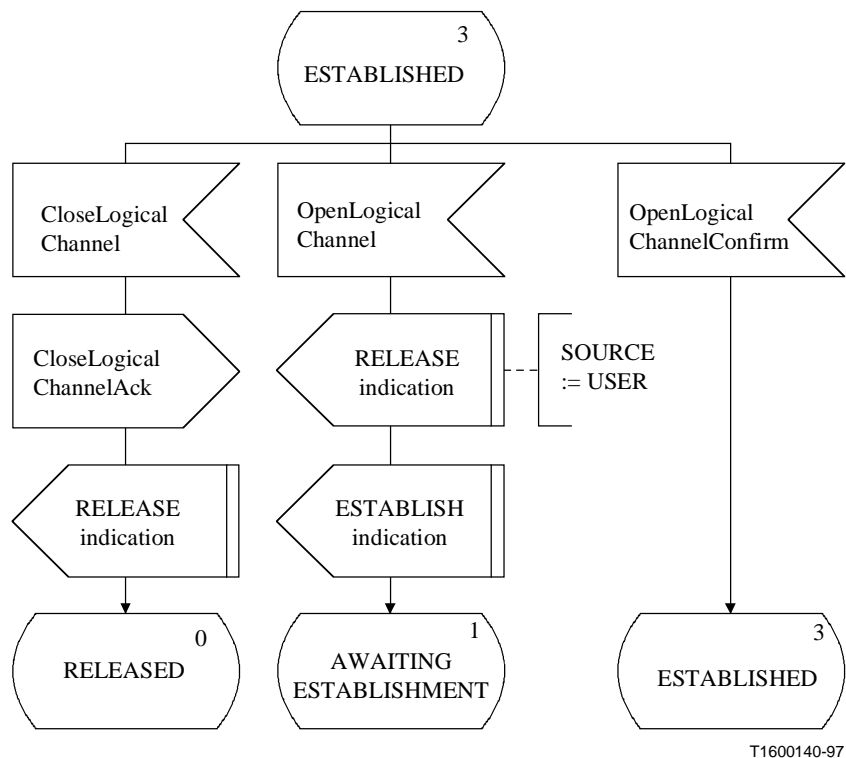 3
ESTABLISHED
CloseLogical
Channel
OpenLogical
Channel
OpenLogical
ChannelConfirm
CloseLogical
ChannelAck
RELEASE
indication
SOURCE
:= USER
RELEASE
indication
ESTABLISH
indication
0
RELEASED
1
AWAITING
ESTABLISHMENT
3
ESTABLISHED
T1600140-97